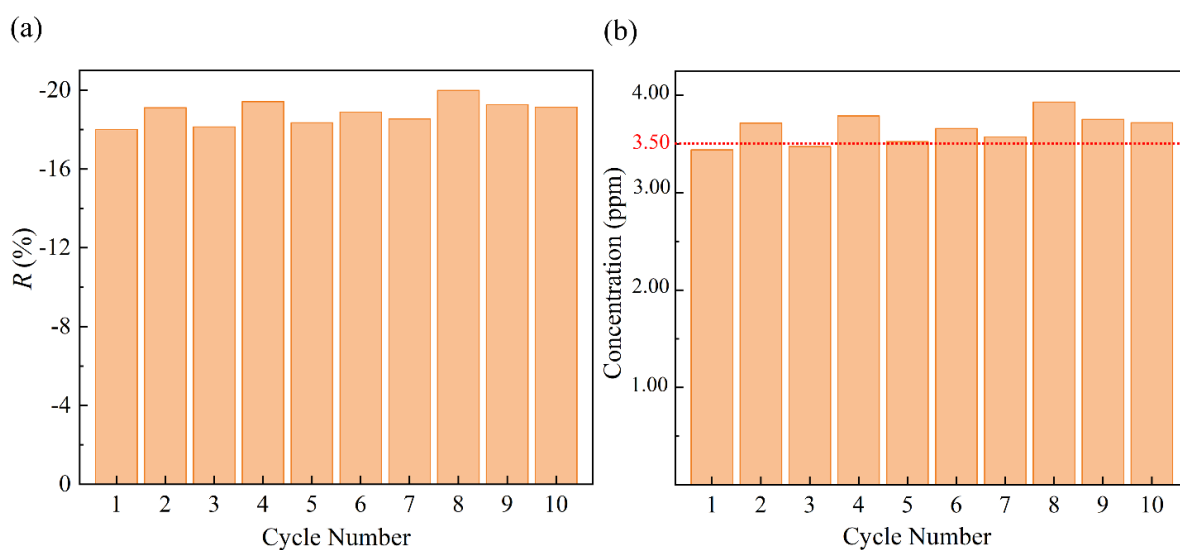 (a)
-20
-16
-12
-8
-4
0
R (%)
1 2 3 4 5 6 7 8 9 10
Cycle Number
(b)
4.00
3.50
3.00
2.00
1.00
Concentration (ppm)
1 2 3 4 5 6 7 8 9 10
Cycle Number